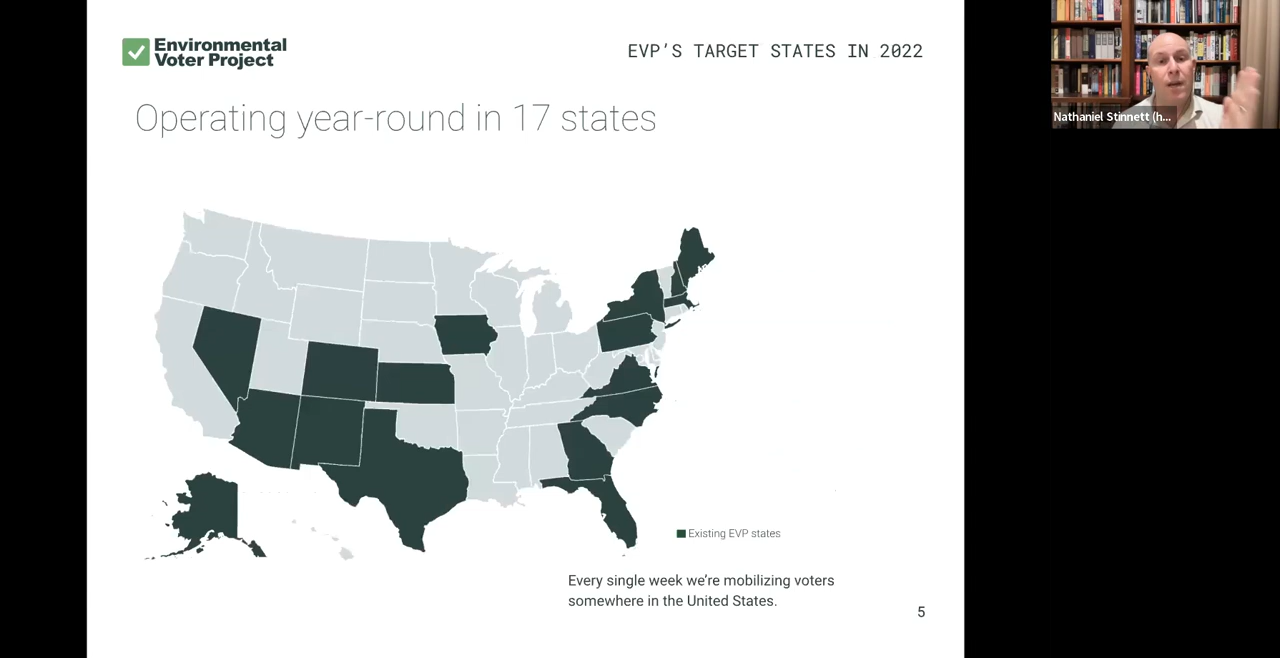 Environmental
Voter Project
EVP'S TARGET STATES IN 2022
Nathaniel Stinnett (h...
Operating year-round in 17 states
Existing EVP states
Every single week we're mobilizing voters
somewhere in the United States.
5